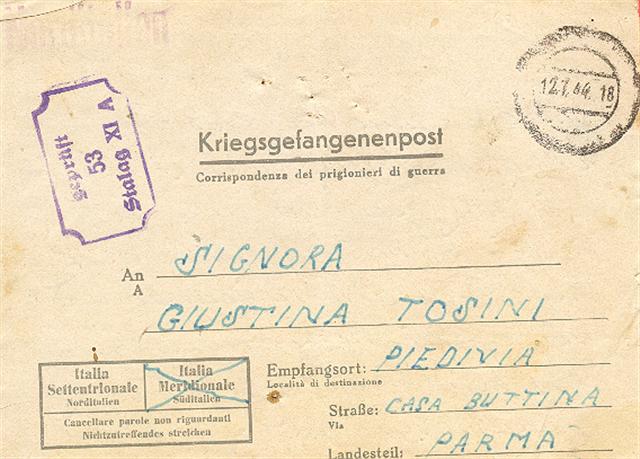 12.7.44.18
Stalag XI A
53
geprüft
Kriegsgefangenenpost
Corrispondenza dei prigionieri di guerra
An SIGNORA
A
GIUSTINA TOSINI
Empfangsort: PIEDIVIA
Località di destinazione
Straße: CASA BUTTINA
Via
Landesteil: PARMA
Italia
Settentrionale
Norditalien
Italia
Meridionale
Süditalien
Cancellare parole non riguardanti
Nichtzutreffendes streichen